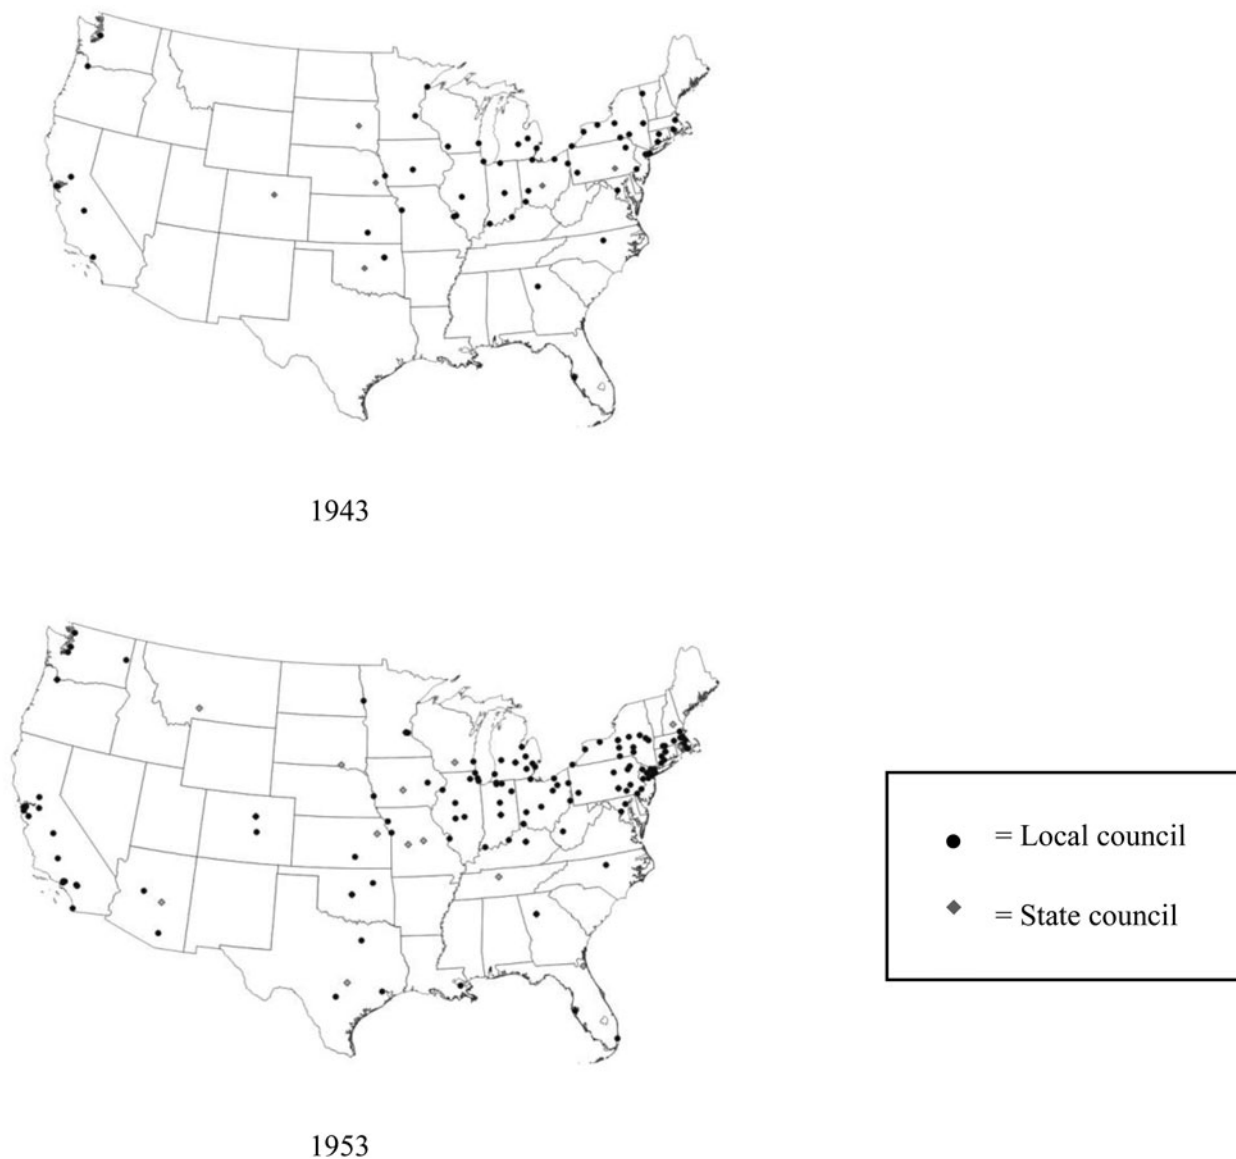 1943
= Local council
= State council
1953